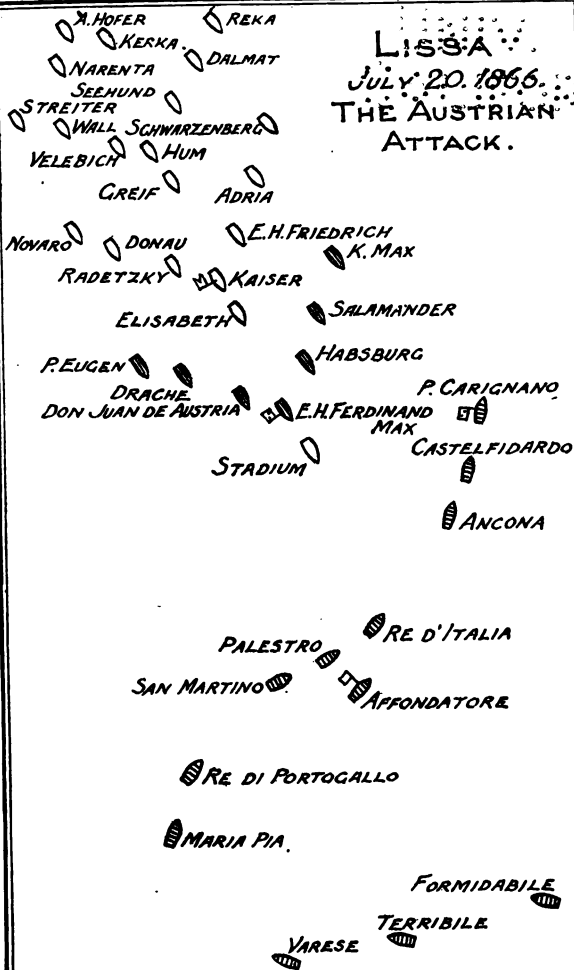 LISSA
JULY 20. 1866.
THE AUSTRIAN
ATTACK.
A. HOFER
REKA
KERKA.
NARENTA
DALMAT
SEEHUND
STREITER
WALL
SCHWARZENBERG
VELEBICH
HUM
GREIF
ADRIA
NOVARO
DONAU
E.H. FRIEDRICH
K. MAX
RADETZKY
KAISER
ELISABETH
SALAMANDER
P. EUGEN
HABSBURG
DRACHE
P. CARIGNANO
DON JUAN DE AUSTRIA
E.H. FERDINAND
MAX
CASTELFIDARDO
STADIUM
ANCONA
RE D'ITALIA
PALESTRO
SAN MARTINO
AFFONDATORE
RE DI PORTOGALLO
MARIA PIA.
FORMIDABILE
TERRIBILE
VARESE